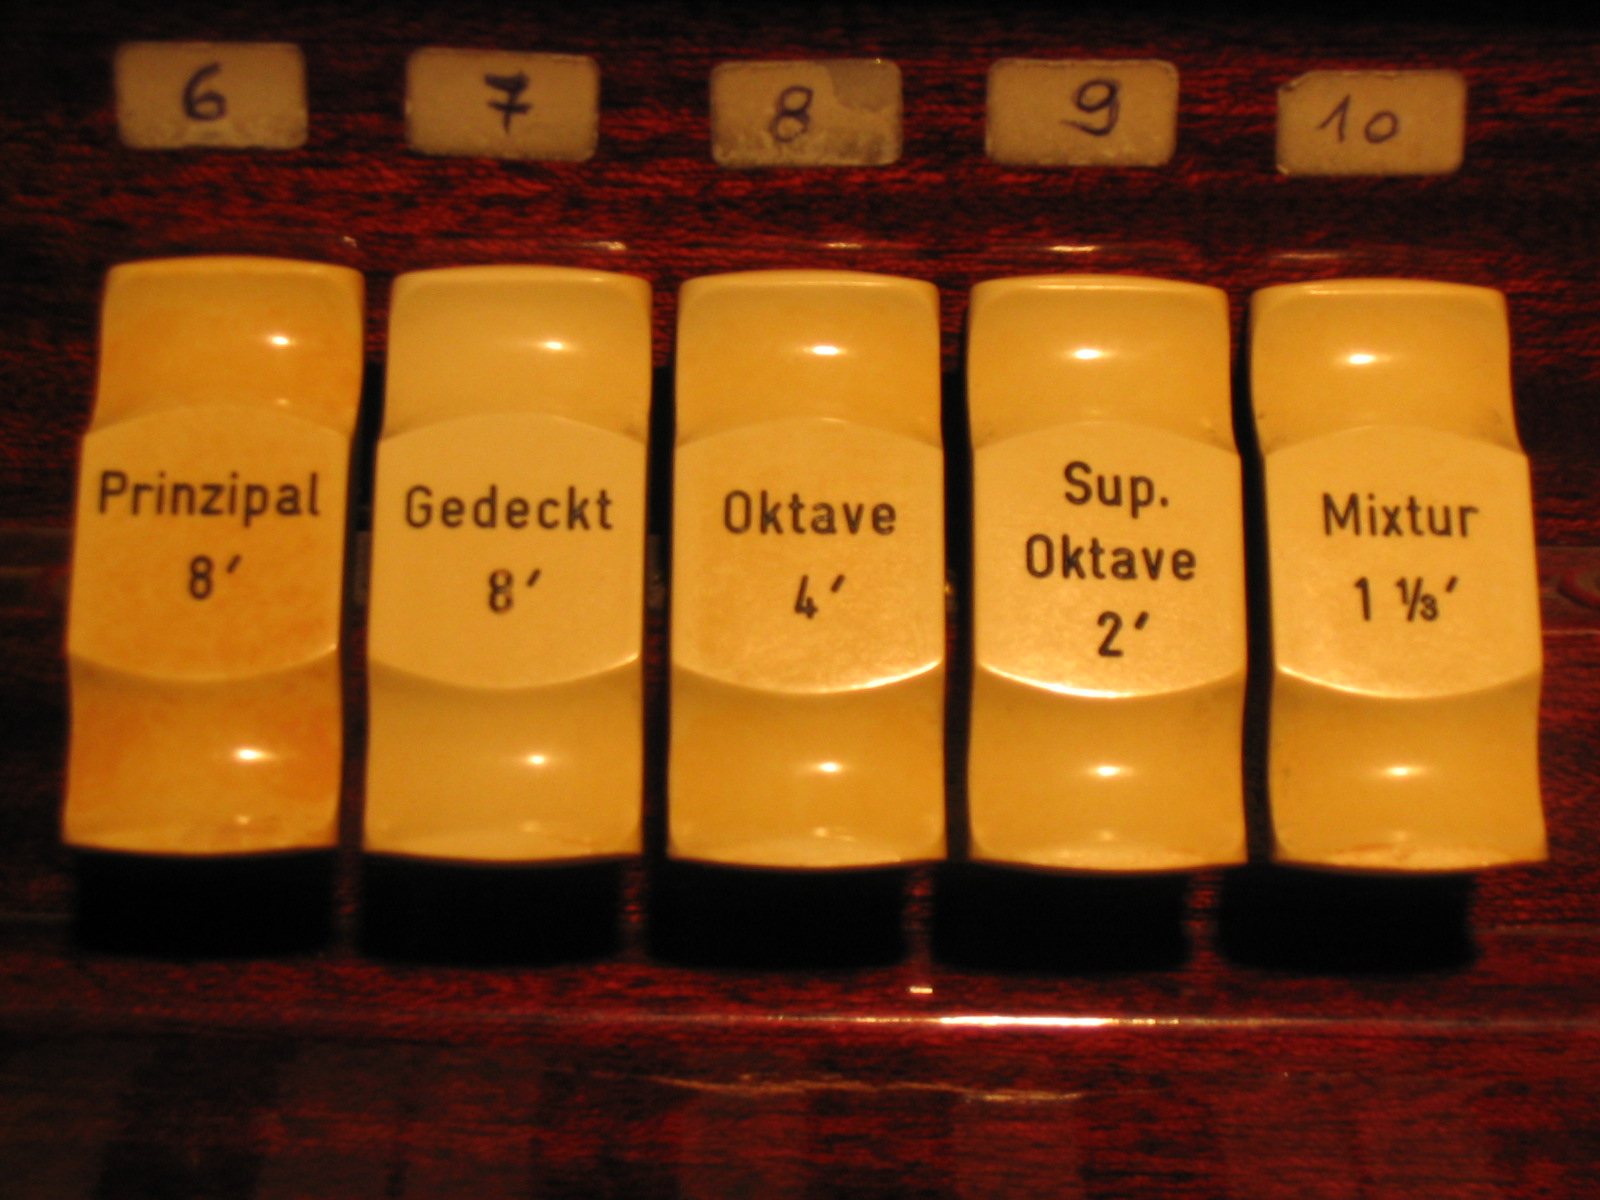 6 7 8 9 10
Prinzipal
8′
Gedeckt
8′
Oktave
4′
Sup.
Oktave
2′
Mixtur
1 ⅓′